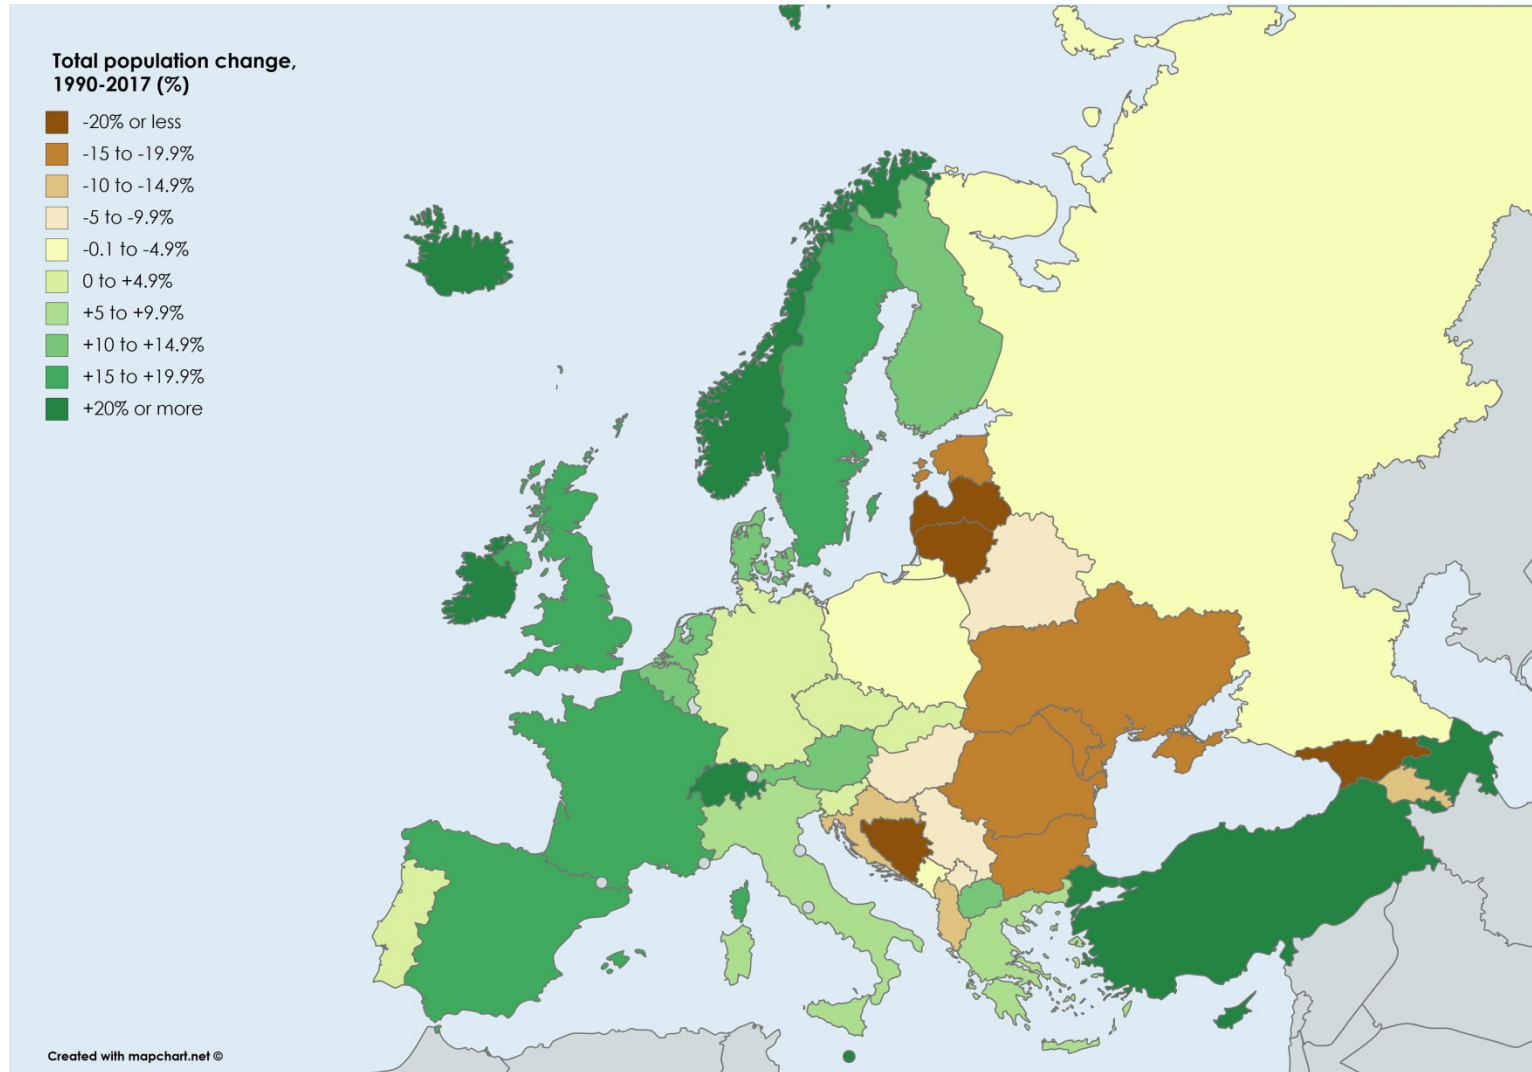 Total population change,
1990-2017 (%)
-20% or less
-15 to -19.9%
-10 to -14.9%
-5 to -9.9%
-0.1 to -4.9%
0 to +4.9%
+5 to +9.9%
+10 to +14.9%
+15 to +19.9%
+20% or more
Created with mapchart.net ©